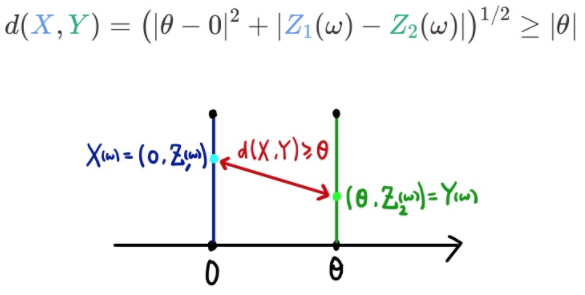 d(X, Y) = (|θ − 0|² + |Z₁(ω) − Z₂(ω)|)^{1/2} ≥ |θ|
X(ω) = (0, Z₁(ω))
d(X, Y) ≥ θ
(θ, Z₂(ω)) = Y(ω)
0
θ